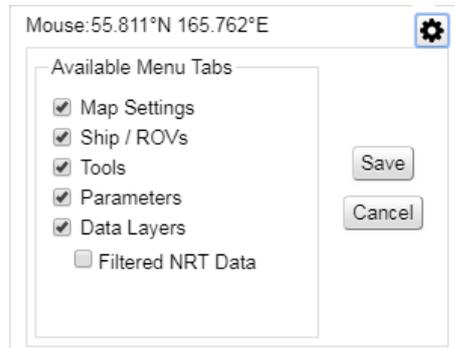 Mouse:55.811°N 165.762°E
Available Menu Tabs
Map Settings
Ship / ROVs
Tools
Parameters
Data Layers
Filtered NRT Data
Save
Cancel